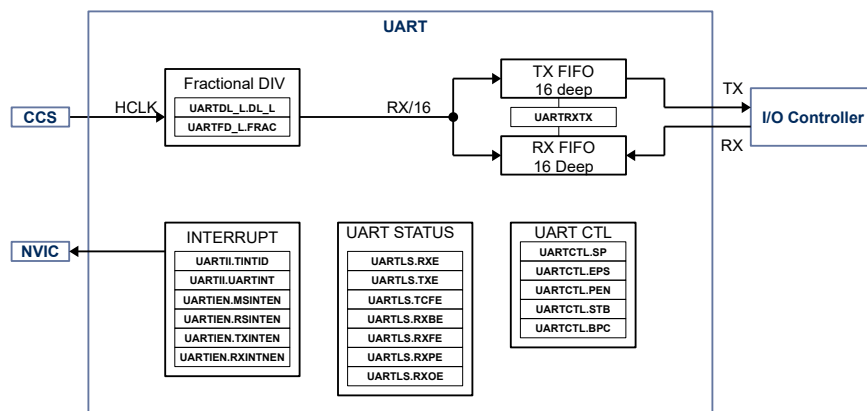 UART
Fractional DIV
UARTDL_L.DL_L
UARTFD_L.FRAC
CCS
HCLK
RX/16
TX FIFO
16 deep
UARTRXTX
RX FIFO
16 Deep
TX
RX
I/O Controller
NVIC
INTERRUPT
UARTII.TINTID
UARTII.UARTINT
UARTIEN.MSINTEN
UARTIEN.RSINTEN
UARTIEN.TXINTEN
UARTIEN.RXINTNEN
UART STATUS
UARTLS.RXE
UARTLS.TXE
UARTLS.TCFE
UARTLS.RXBE
UARTLS.RXFE
UARTLS.RXPE
UARTLS.RXOE
UART CTL
UARTCTL.SP
UARTCTL.EPS
UARTCTL.PEN
UARTCTL.STB
UARTCTL.BPC